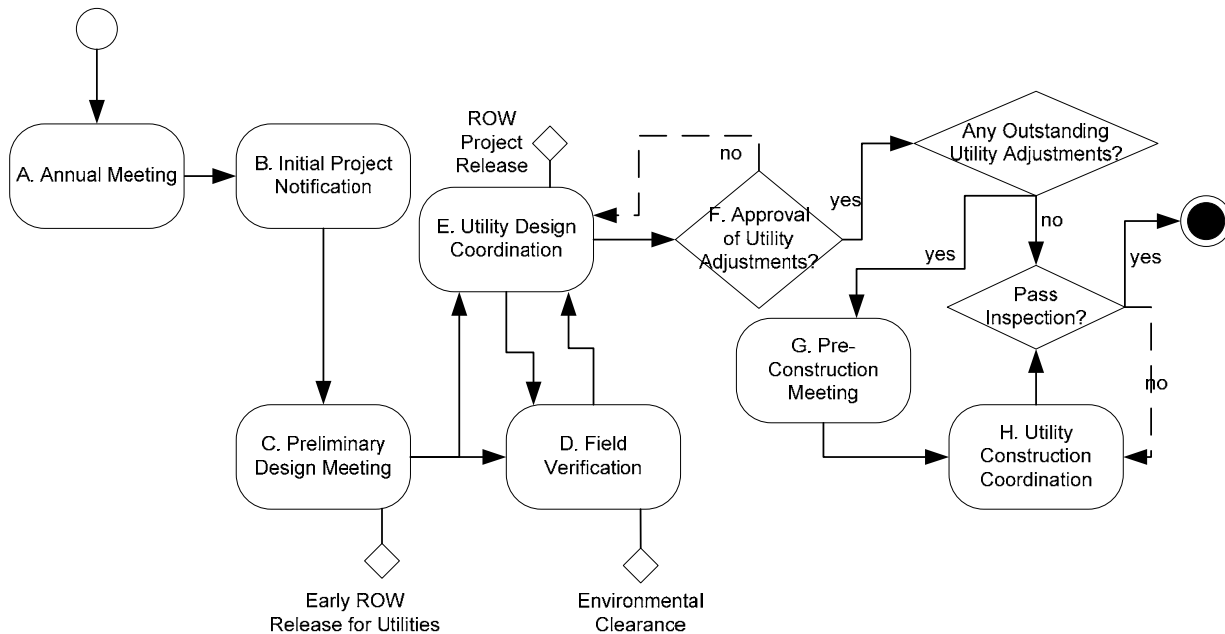 A. Annual Meeting
B. Initial Project
Notification
ROW
Project
Release
E. Utility Design
Coordination
no
F. Approval
of Utility
Adjustments?
yes
Any Outstanding
Utility Adjustments?
yes
no
Pass
Inspection?
yes
no
G. Pre-
Construction
Meeting
H. Utility
Construction
Coordination
C. Preliminary
Design Meeting
D. Field
Verification
Early ROW
Release for Utilities
Environmental
Clearance